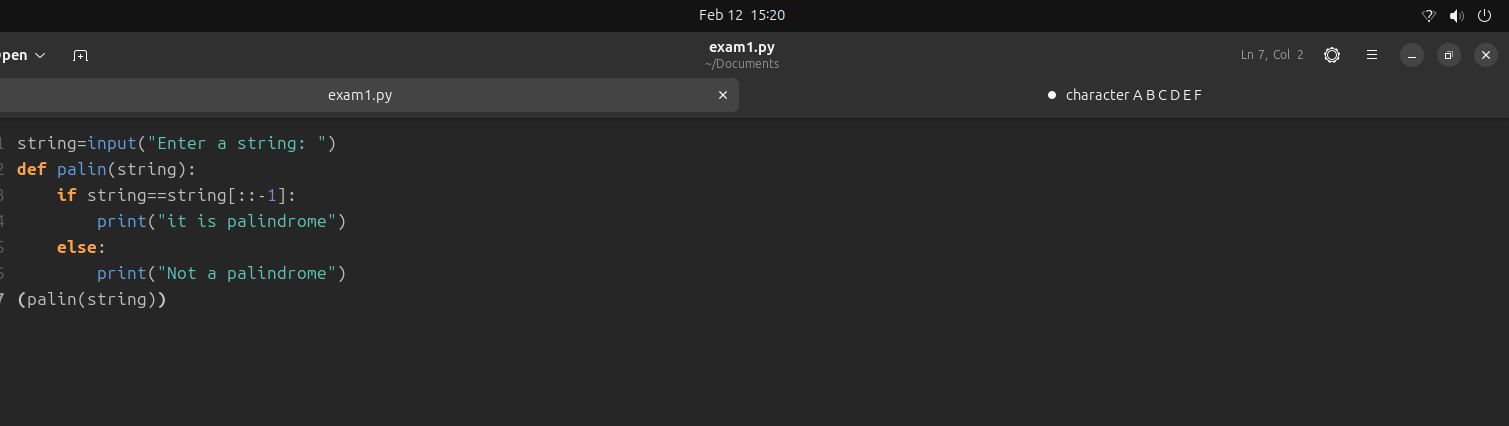 Feb 12 15:20
pen
exam1.py
~/Documents
Ln 7, Col 2
exam1.py
character A B C D E F
1 string=input("Enter a string: ")
2 def palin(string):
3     if string==string[::-1]:
4         print("it is palindrome")
5     else:
6         print("Not a palindrome")
7 (palin(string))